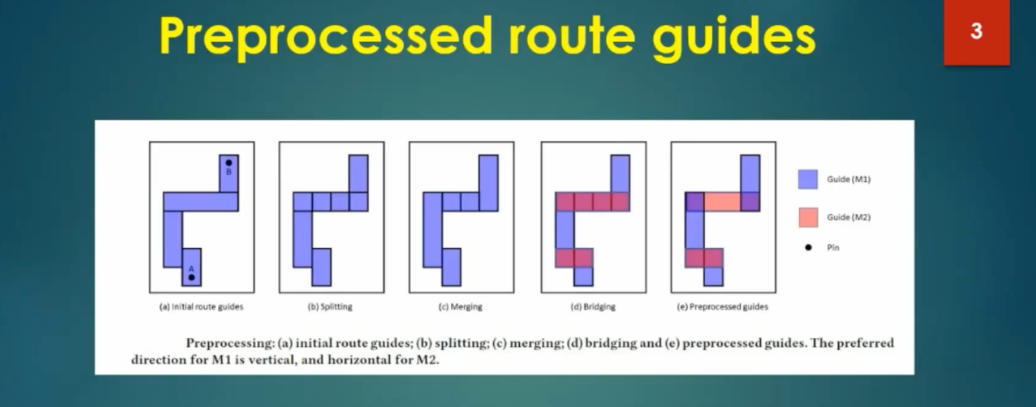 Preprocessed route guides
3
B
A
(a) Initial route guides
(b) Splitting
(c) Merging
(d) Bridging
(e) Preprocessed guides
Guide (M1)
Guide (M2)
Pin
Preprocessing: (a) initial route guides; (b) splitting; (c) merging; (d) bridging and (e) preprocessed guides. The preferred
direction for M1 is vertical, and horizontal for M2.